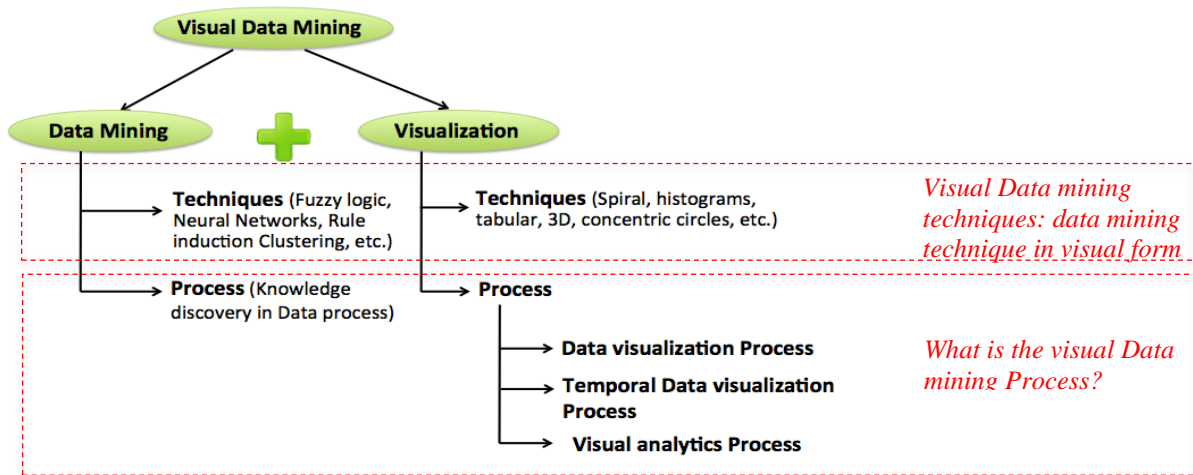 Visual Data Mining
Data Mining
Visualization
Techniques (Fuzzy logic,
Neural Networks, Rule
induction Clustering, etc.)
Techniques (Spiral, histograms,
tabular, 3D, concentric circles, etc.)
Visual Data mining
techniques: data mining
technique in visual form
Process (Knowledge
discovery in Data process)
Process
Data visualization Process
Temporal Data visualization
Process
Visual analytics Process
What is the visual Data
mining Process?